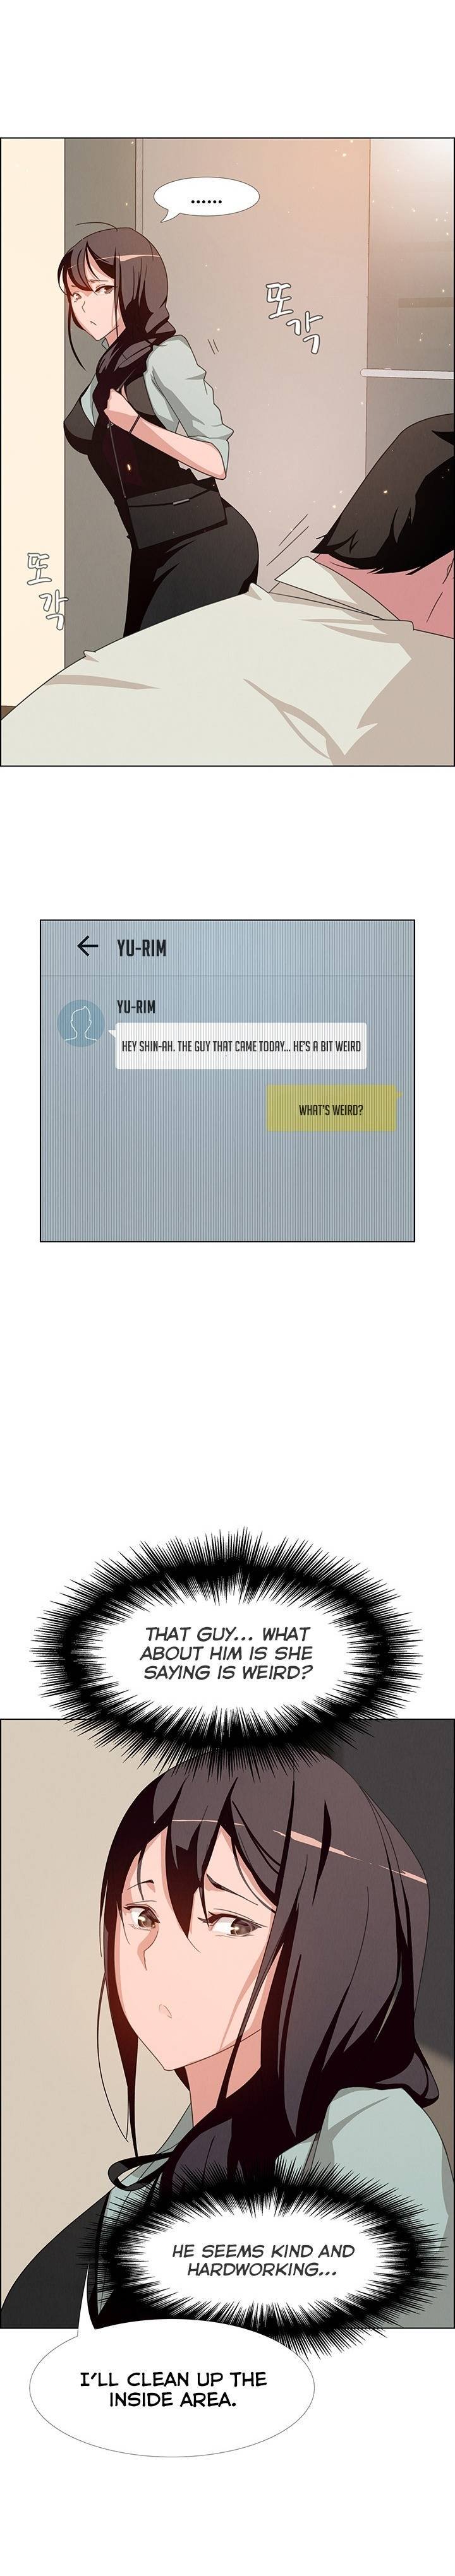 ......
또
각
또
각
← YU-RIM
YU-RIM
HEY SHIN-AH. THE GUY THAT CAME TODAY... HE'S A BIT WEIRD
WHAT'S WEIRD?
THAT GUY... WHAT
ABOUT HIM IS SHE
SAYING IS WEIRD?
HE SEEMS KIND AND
HARDWORKING...
I'LL CLEAN UP THE
INSIDE AREA.